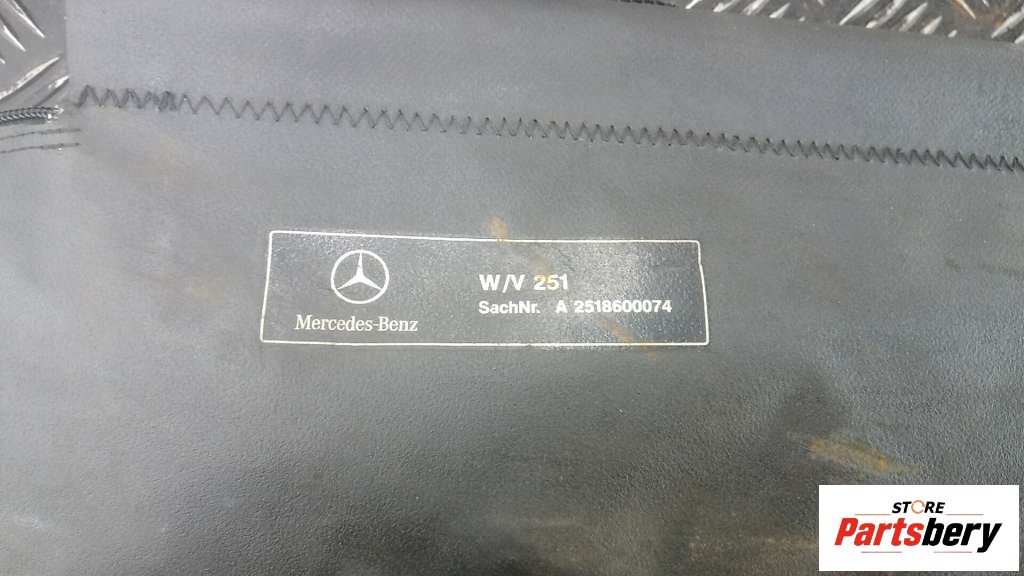 W/V 251
SachNr. A 2518600074
Mercedes-Benz
STORE
Partsbery